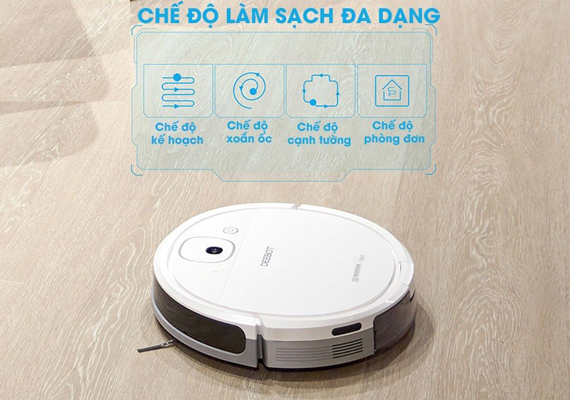 CHẾ ĐỘ LÀM SẠCH ĐA DẠNG
Chế độ
kế hoạch
Chế độ
xoắn ốc
Chế độ
cạnh tường
Chế độ
phòng đơn
DEEBOT